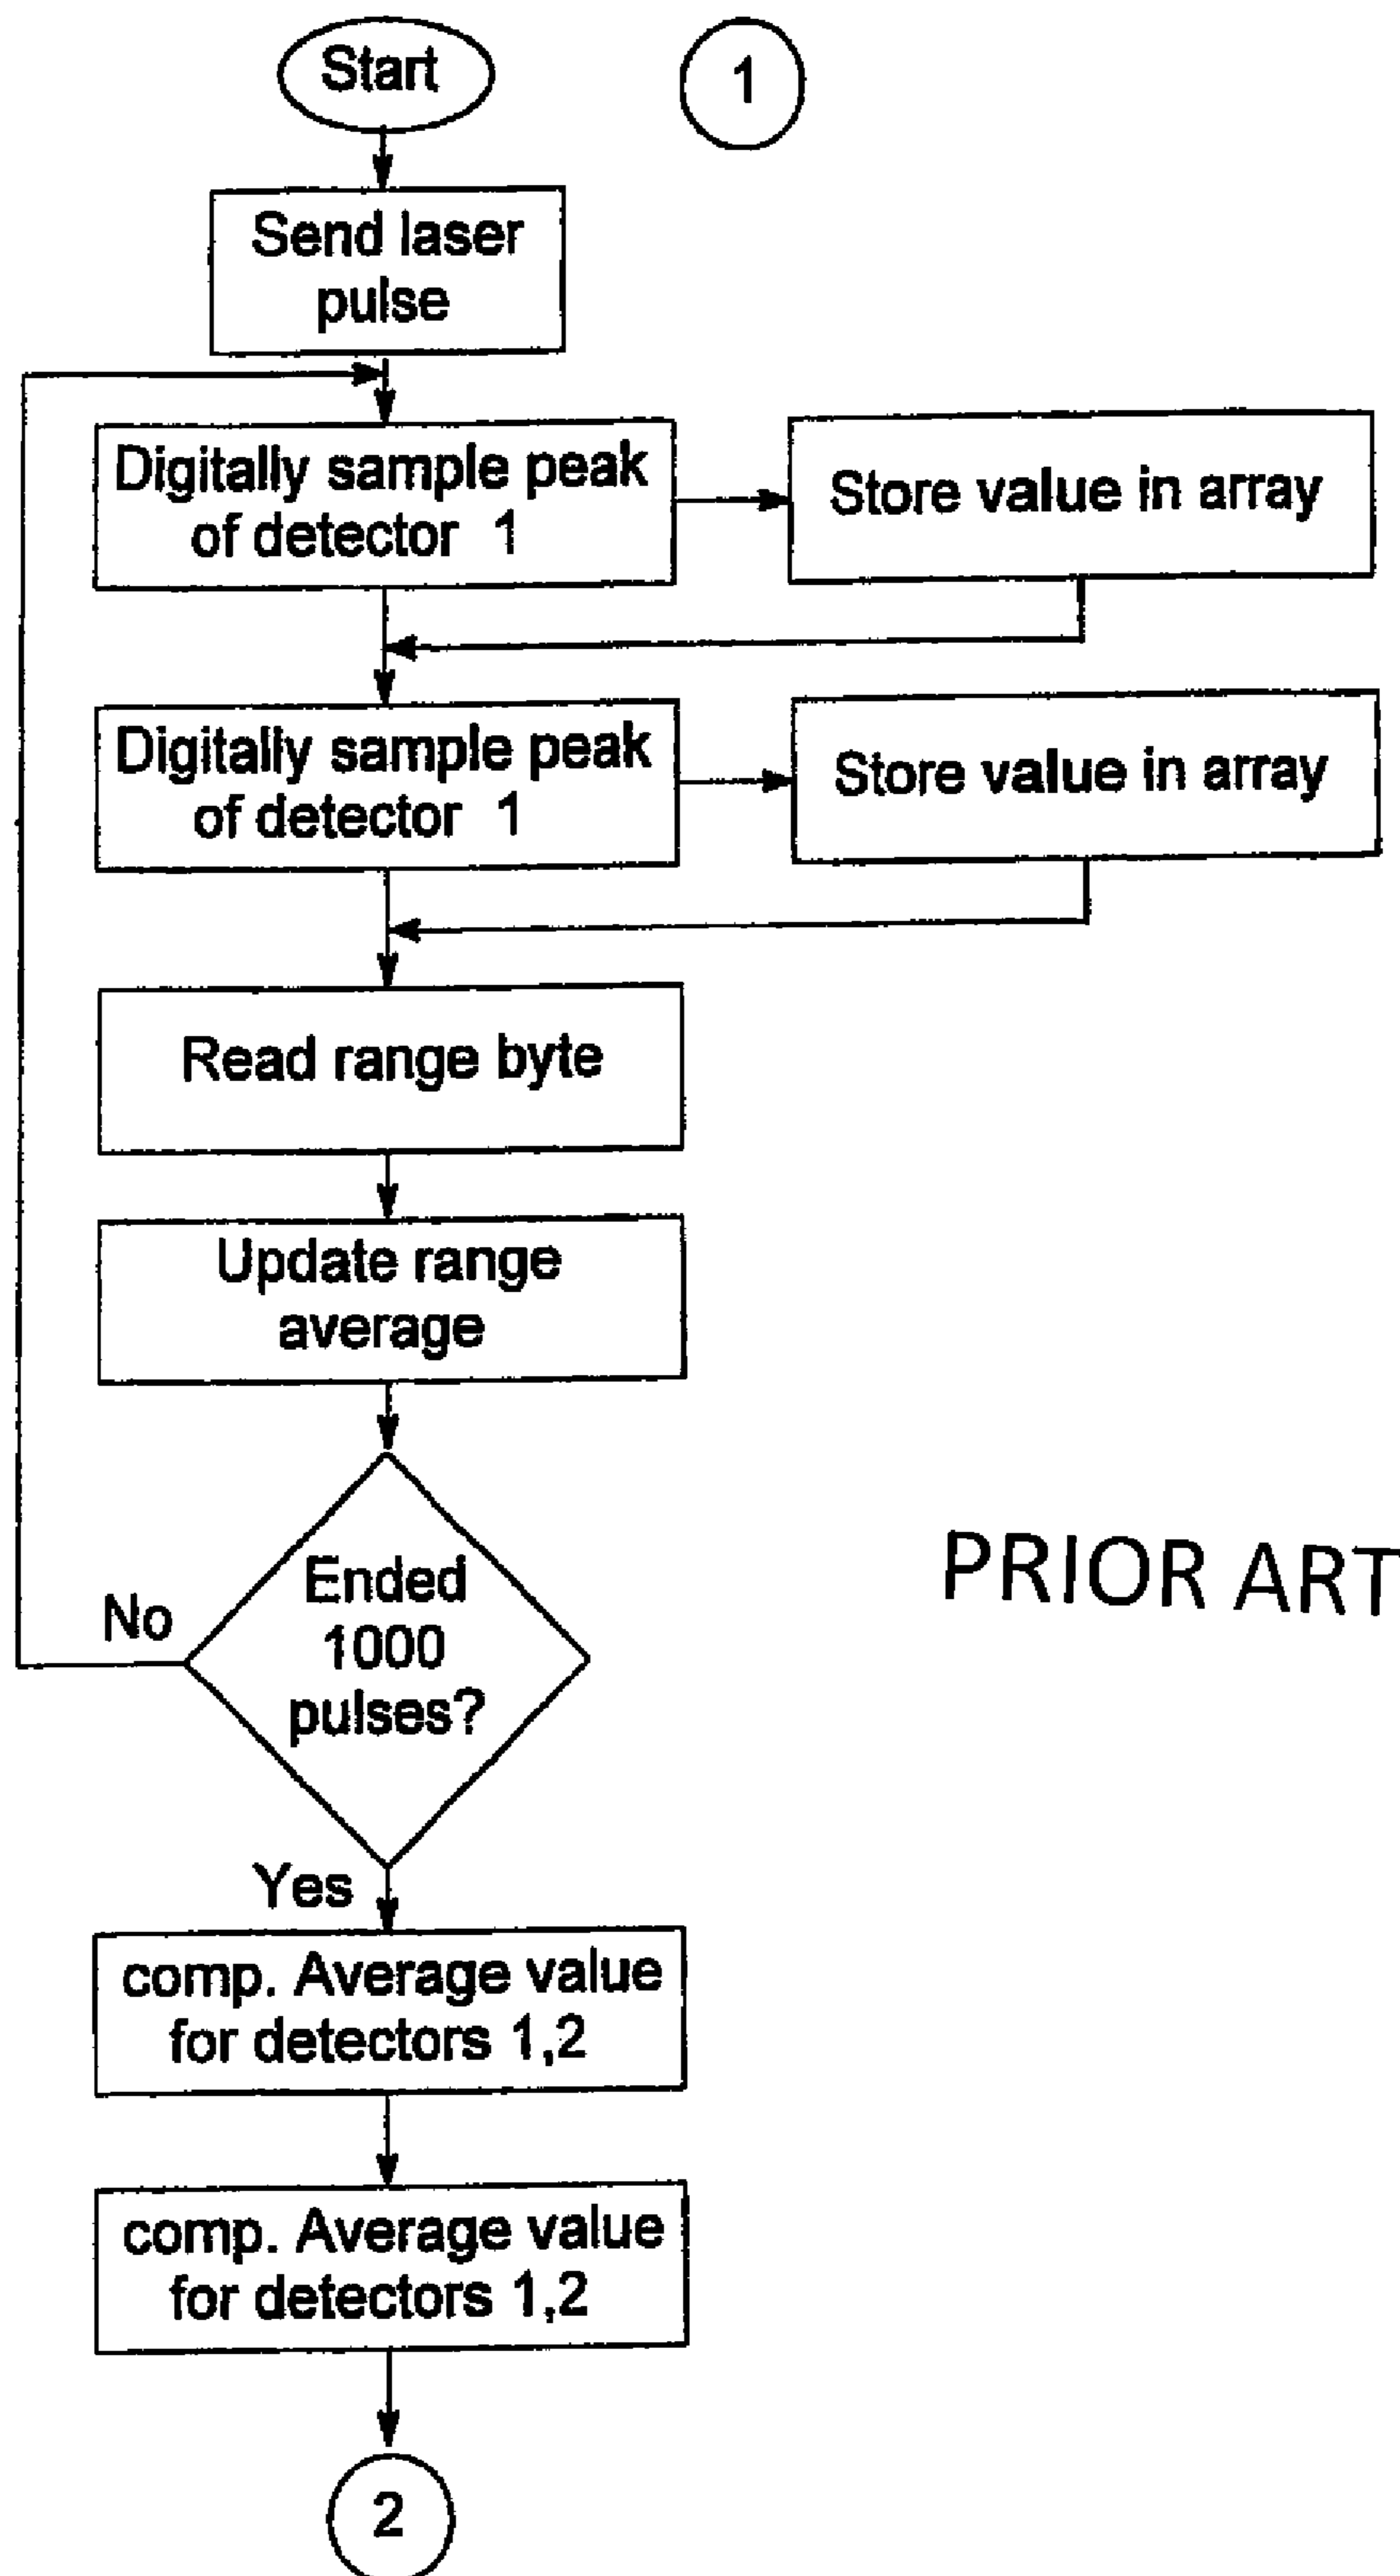 Start
1
Send laser
pulse
Digitally sample peak
of detector 1
Store value in array
Digitally sample peak
of detector 1
Store value in array
Read range byte
Update range
average
Ended
1000
pulses?
No
PRIOR ART
Yes
comp. Average value
for detectors 1,2
comp. Average value
for detectors 1,2
2